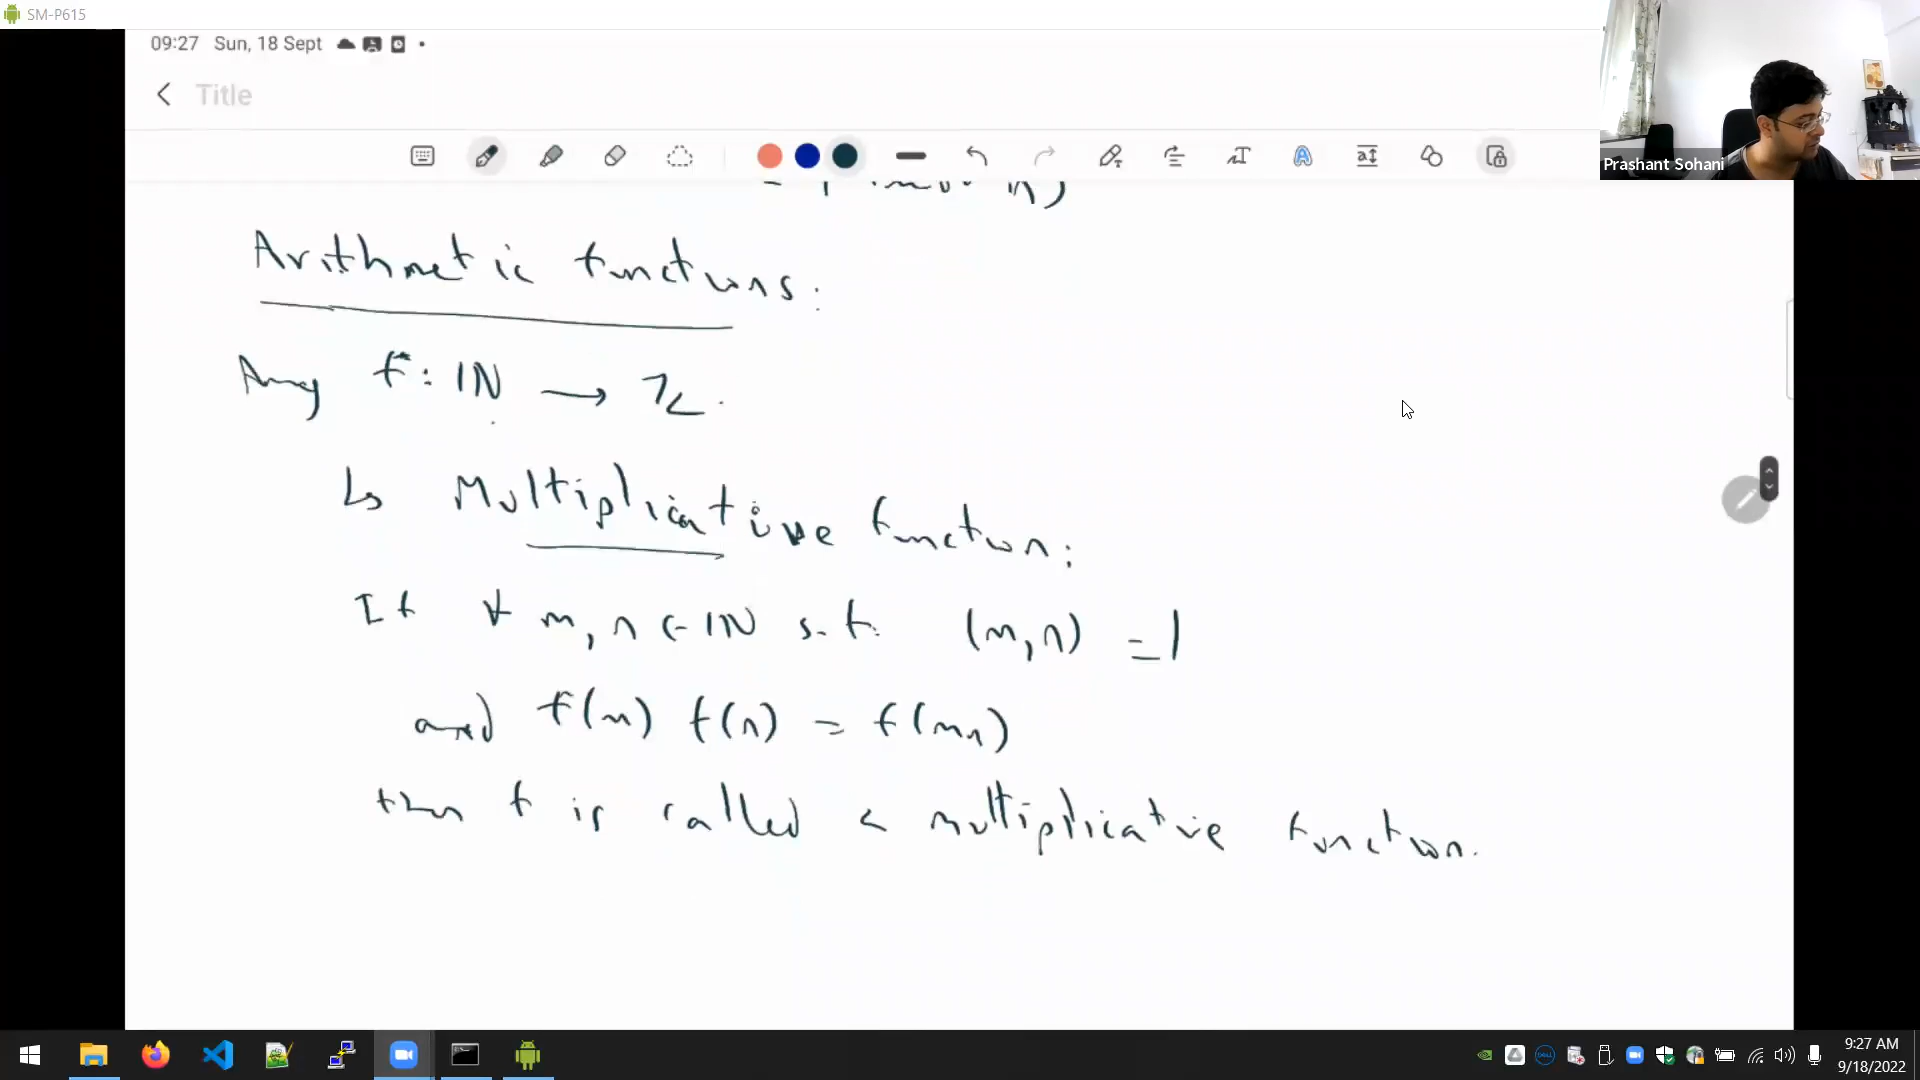 SM-P615
09:27 Sun, 18 Sept
Title
Prashant Sohani
Arithmetic functions:
Any f: ℕ → ℤ.
↳ Multiplicative function:
If ∀ m, n ∈ ℕ s.t. (m,n) = 1
and f(m) f(n) = f(mn)
then f is called a multiplicative function.
9:27 AM
9/18/2022